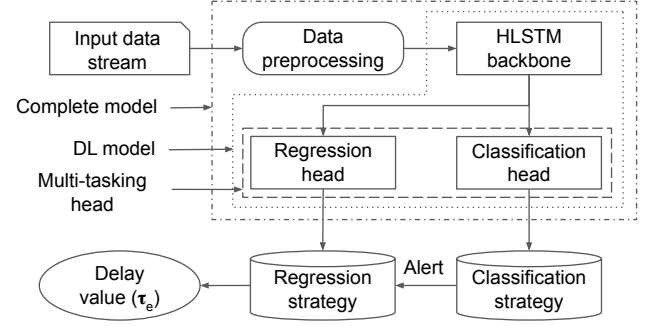 Input data
stream
Data
preprocessing
HLSTM
backbone
Complete model
DL model
Multi-tasking
head
Regression
head
Classification
head
Delay
value (τₑ)
Regression
strategy
Alert
Classification
strategy